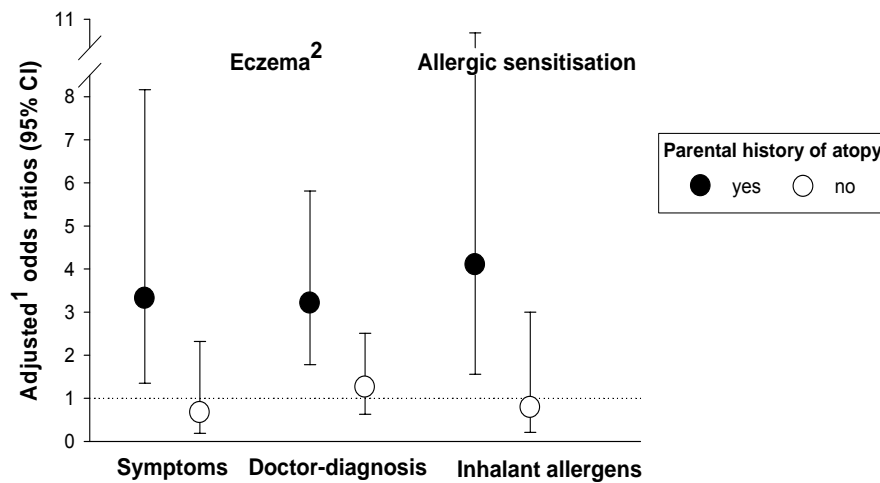 11
Eczema2
Allergic sensitisation
8
7
6
5
4
3
2
1
0
Adjusted1 odds ratios (95% CI)
Parental history of atopy
yes
no
Symptoms
Doctor-diagnosis
Inhalant allergens